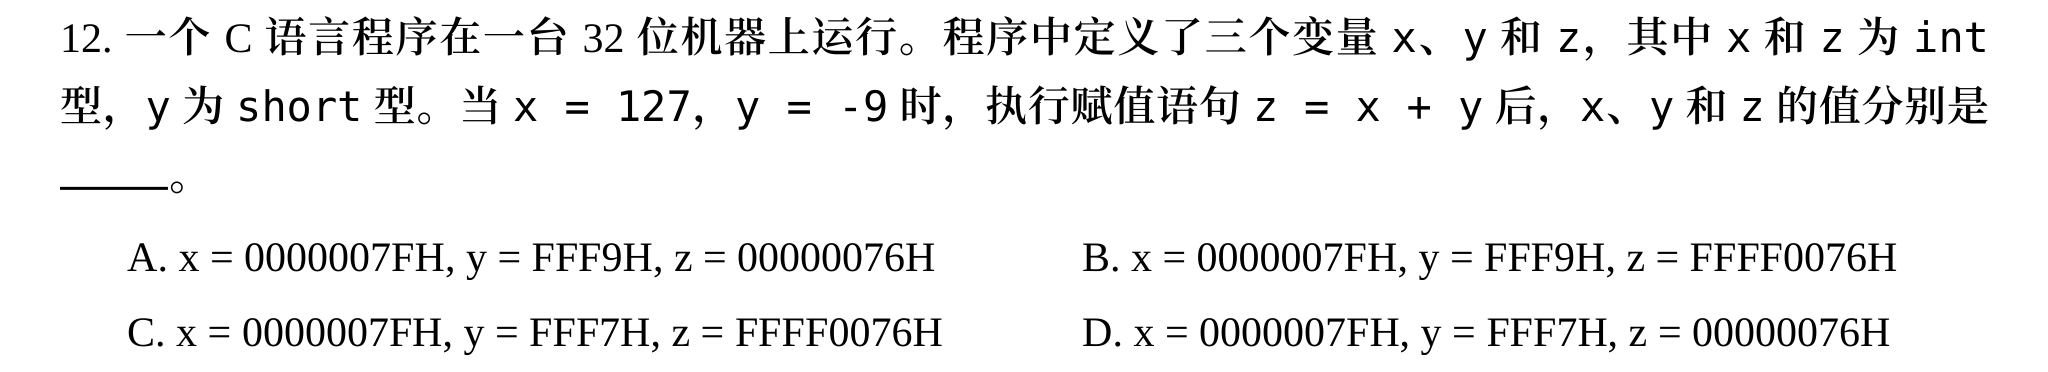 12. 一个 C 语言程序在一台 32 位机器上运行。程序中定义了三个变量 x、y 和 z，其中 x 和 z 为 int
型，y 为 short 型。当 x = 127，y = -9 时，执行赋值语句 z = x + y 后，x、y 和 z 的值分别是
_____。
A. x = 0000007FH, y = FFF9H, z = 00000076H B. x = 0000007FH, y = FFF9H, z = FFFF0076H
C. x = 0000007FH, y = FFF7H, z = FFFF0076H D. x = 0000007FH, y = FFF7H, z = 00000076H